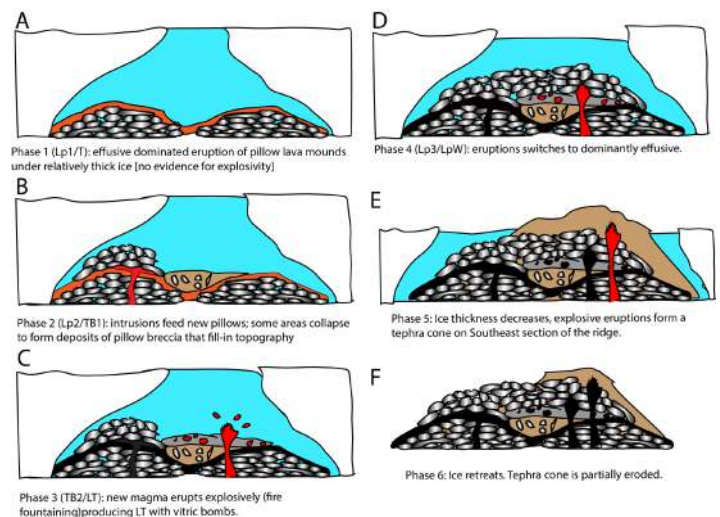 A
Phase 1 (Lp1/T): effusive dominated eruption of pillow lava mounds
under relatively thick ice [no evidence for explosivity]
B
Phase 2 (Lp2/TB1): intrusions feed new pillows; some areas collapse
to form deposits of pillow breccia that fill-in topography
C
Phase 3 (TB2/LT): new magma erupts explosively (fire
fountaining)producing LT with vitric bombs.
D
Phase 4 (Lp3/LpW): eruptions switches to dominantly effusive.
E
Phase 5: Ice thickness decreases, explosive eruptions form a
tephra cone on Southeast section of the ridge.
F
Phase 6: Ice retreats. Tephra cone is partially eroded.